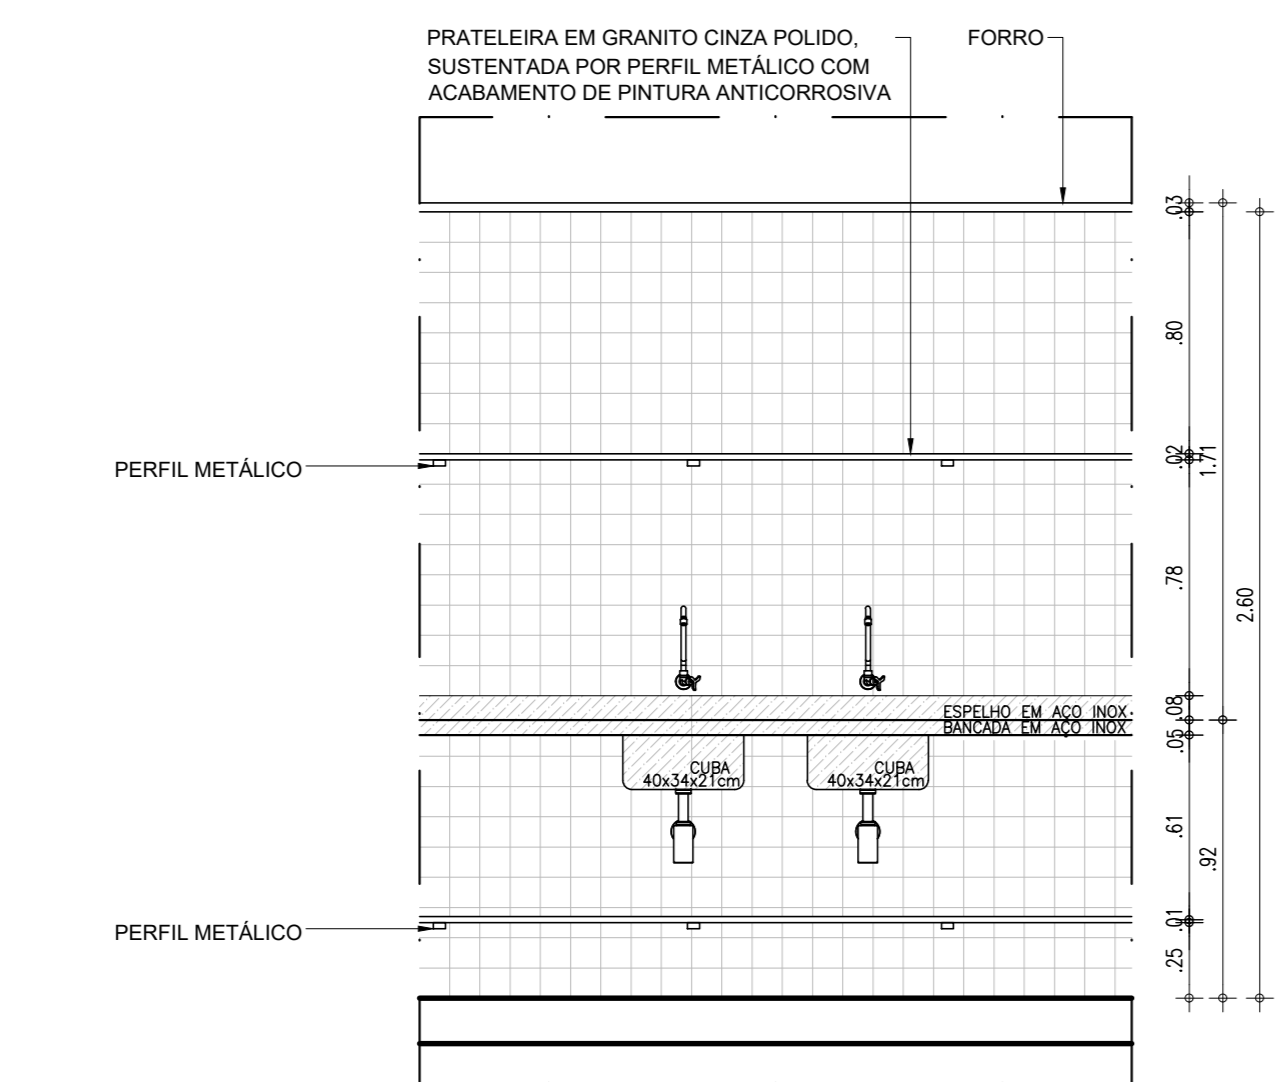 PRATELEIRA EM GRANITO CINZA POLIDO,
SUSTENTADA POR PERFIL METÁLICO COM
ACABAMENTO DE PINTURA ANTICORROSIVA
FORRO
.03
.80
PERFIL METÁLICO
.02
1.71
.78
2.60
ESPELHO EM AÇO INOX
.08
BANCADA EM AÇO INOX
.05
CUBA
40x34x21cm
CUBA
40x34x21cm
.61
.92
PERFIL METÁLICO
.01
.25